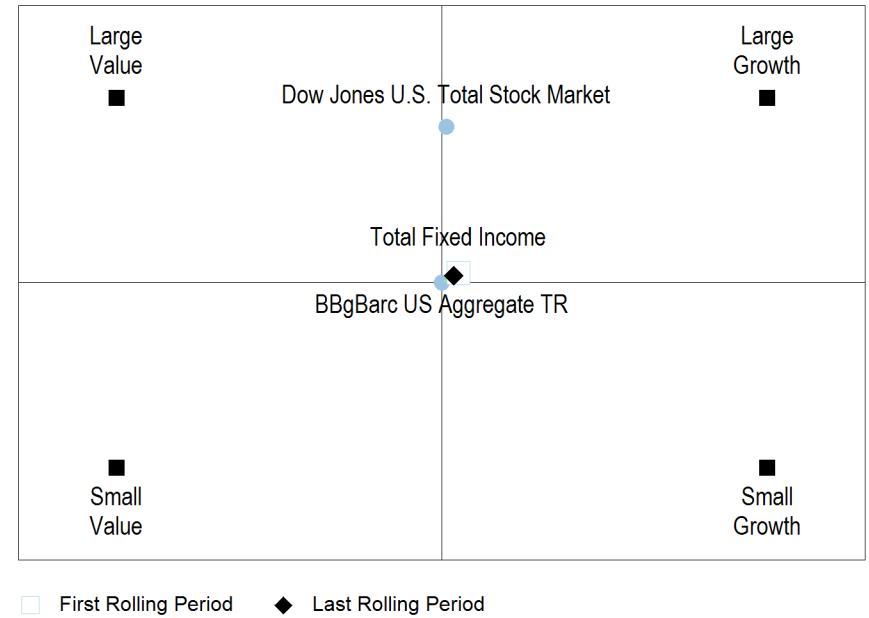 Large
Value
Large
Growth
Dow Jones U.S. Total Stock Market
Total Fixed Income
BBgBarc US Aggregate TR
Small
Value
Small
Growth
First Rolling Period
Last Rolling Period